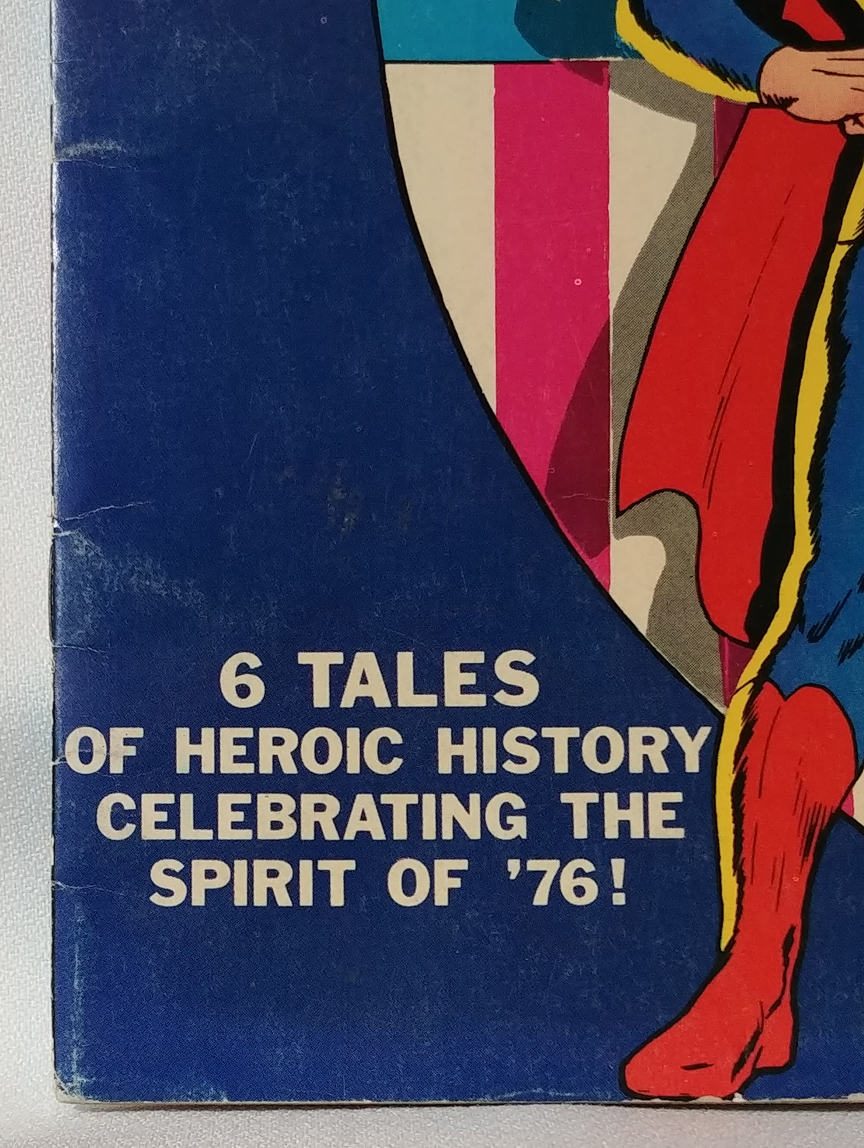 6 TALES
OF HEROIC HISTORY
CELEBRATING THE
SPIRIT OF '76!